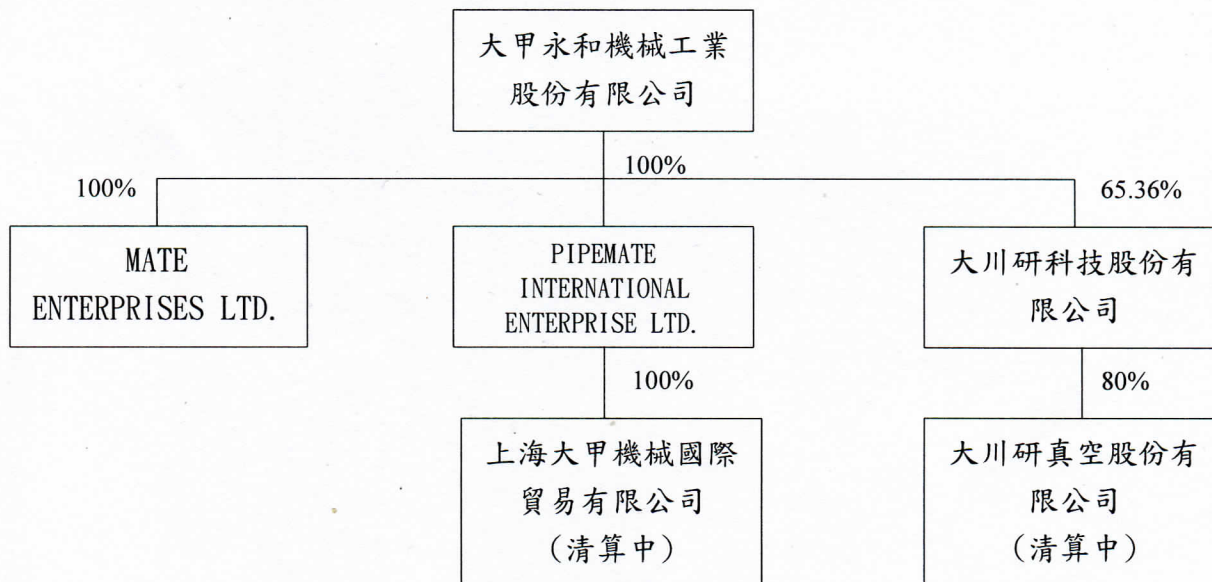 大甲永和機械工業
股份有限公司
100%
100%
65.36%
MATE
ENTERPRISES LTD.
PIPEMATE
INTERNATIONAL
ENTERPRISE LTD.
大川研科技股份有
限公司
100%
80%
上海大甲機械國際
貿易有限公司
(清算中)
大川研真空股份有
限公司
(清算中)